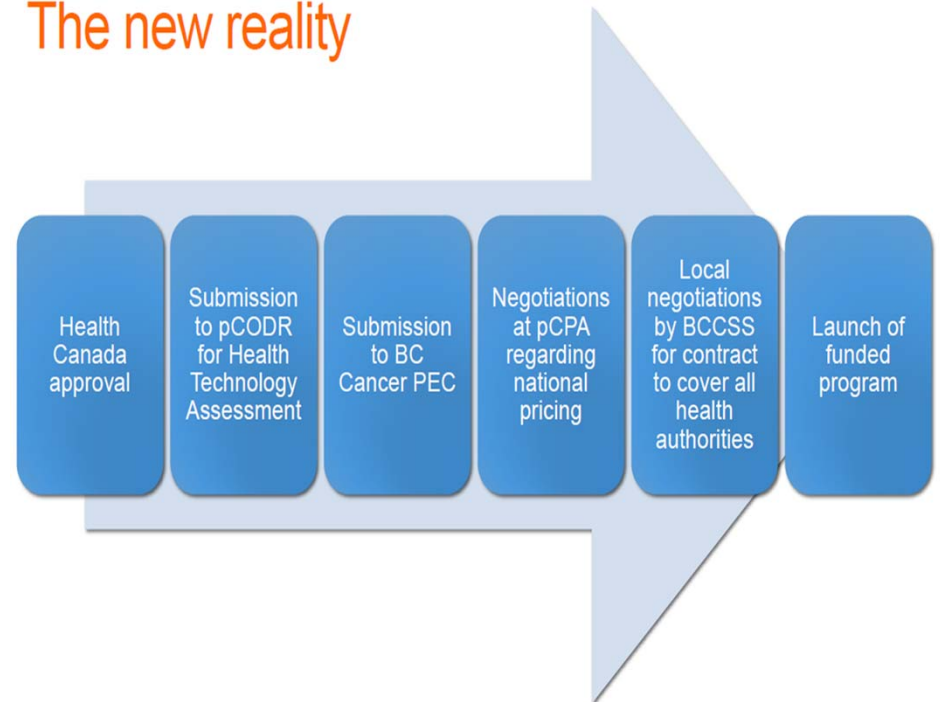 The new reality
Health
Canada
approval
Submission
to pCODR
for Health
Technology
Assessment
Submission
to BC
Cancer PEC
Negotiations
at pCPA
regarding
national
pricing
Local
negotiations
by BCCSS
for contract
to cover all
health
authorities
Launch of
funded
program